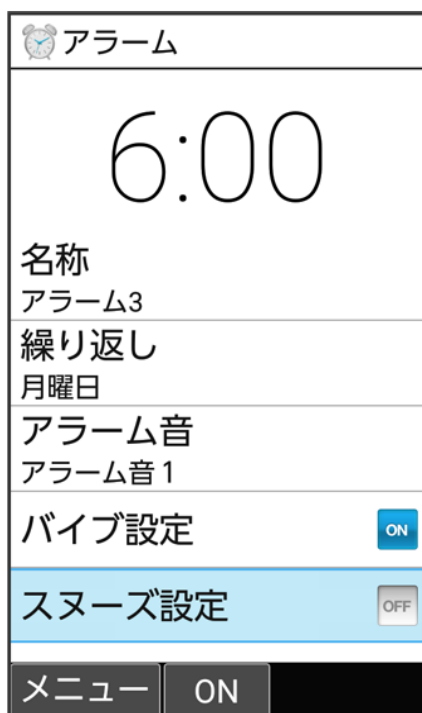 アラーム
6:00
名称
アラーム3
繰り返し
月曜日
アラーム音
アラーム音1
バイブ設定
ON
スヌーズ設定
OFF
メニュー ON